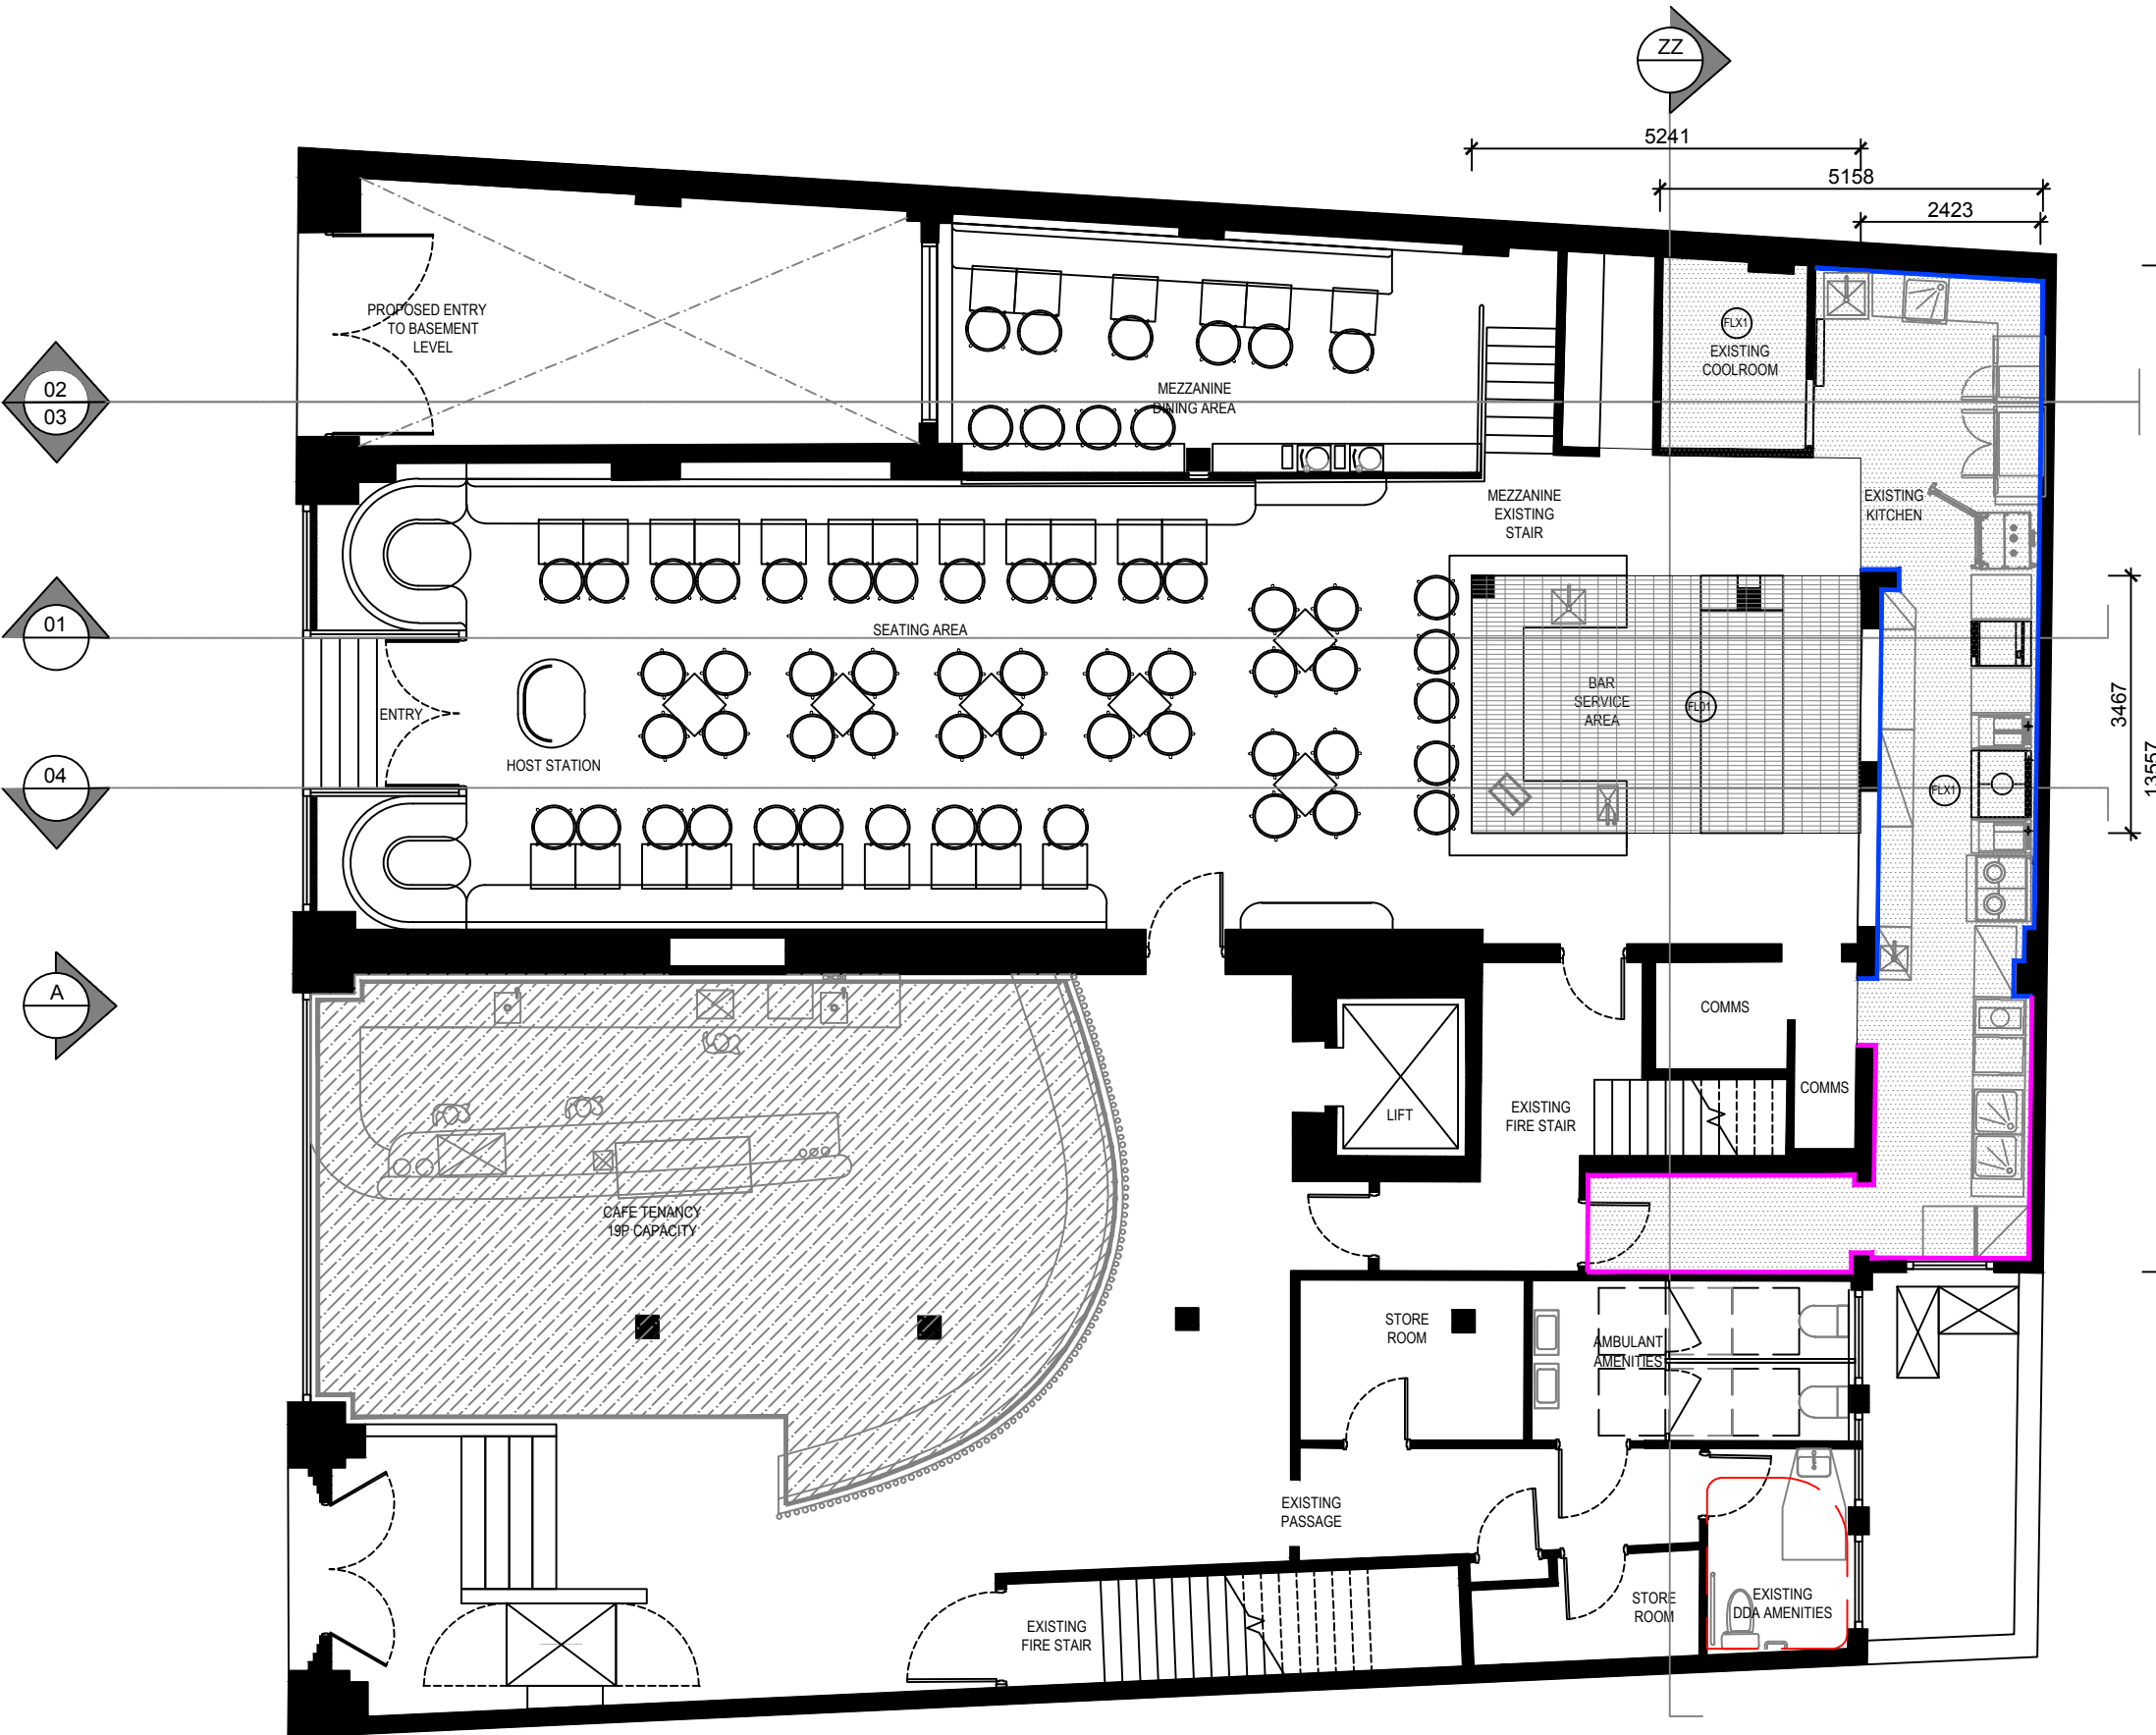 ZZ
5241
5158
2423
PROPOSED ENTRY
TO BASEMENT
LEVEL
FLX1
EXISTING
COOLROOM
02
03
MEZZANINE
DINING AREA
MEZZANINE
EXISTING
STAIR
EXISTING
KITCHEN
01
SEATING AREA
BAR
SERVICE
AREA
FL01
3467
13557
ENTRY
HOST STATION
04
FLX1
A
COMMS
COMMS
LIFT
EXISTING
FIRE STAIR
CAFE TENANCY
19P CAPACITY
STORE
ROOM
AMBULANT
AMENITIES
EXISTING
PASSAGE
STORE
ROOM
EXISTING
DDA AMENITIES
EXISTING
FIRE STAIR